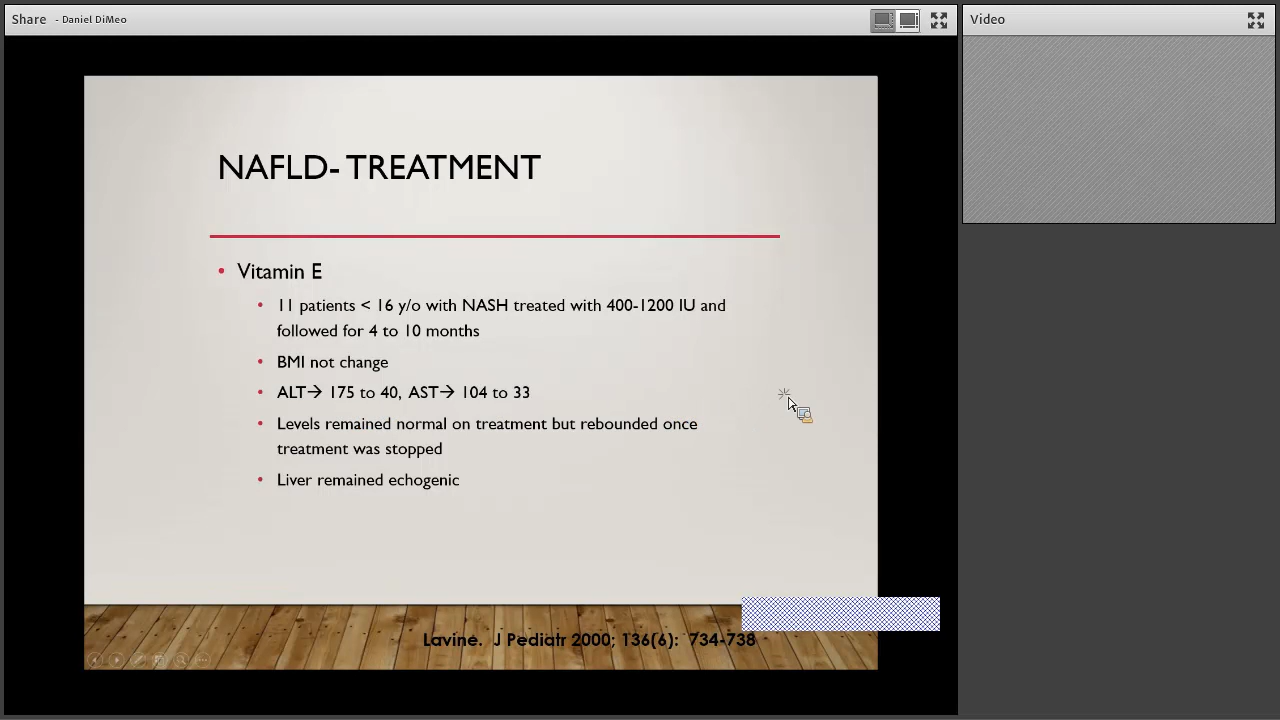 Share - Daniel DiMeo
Video
NAFLD- TREATMENT
• Vitamin E
• 11 patients < 16 y/o with NASH treated with 400-1200 IU and
followed for 4 to 10 months
• BMI not change
• ALT→ 175 to 40, AST→ 104 to 33
• Levels remained normal on treatment but rebounded once
treatment was stopped
• Liver remained echogenic
Lavine. J Pediatr 2000; 136(6): 734-738